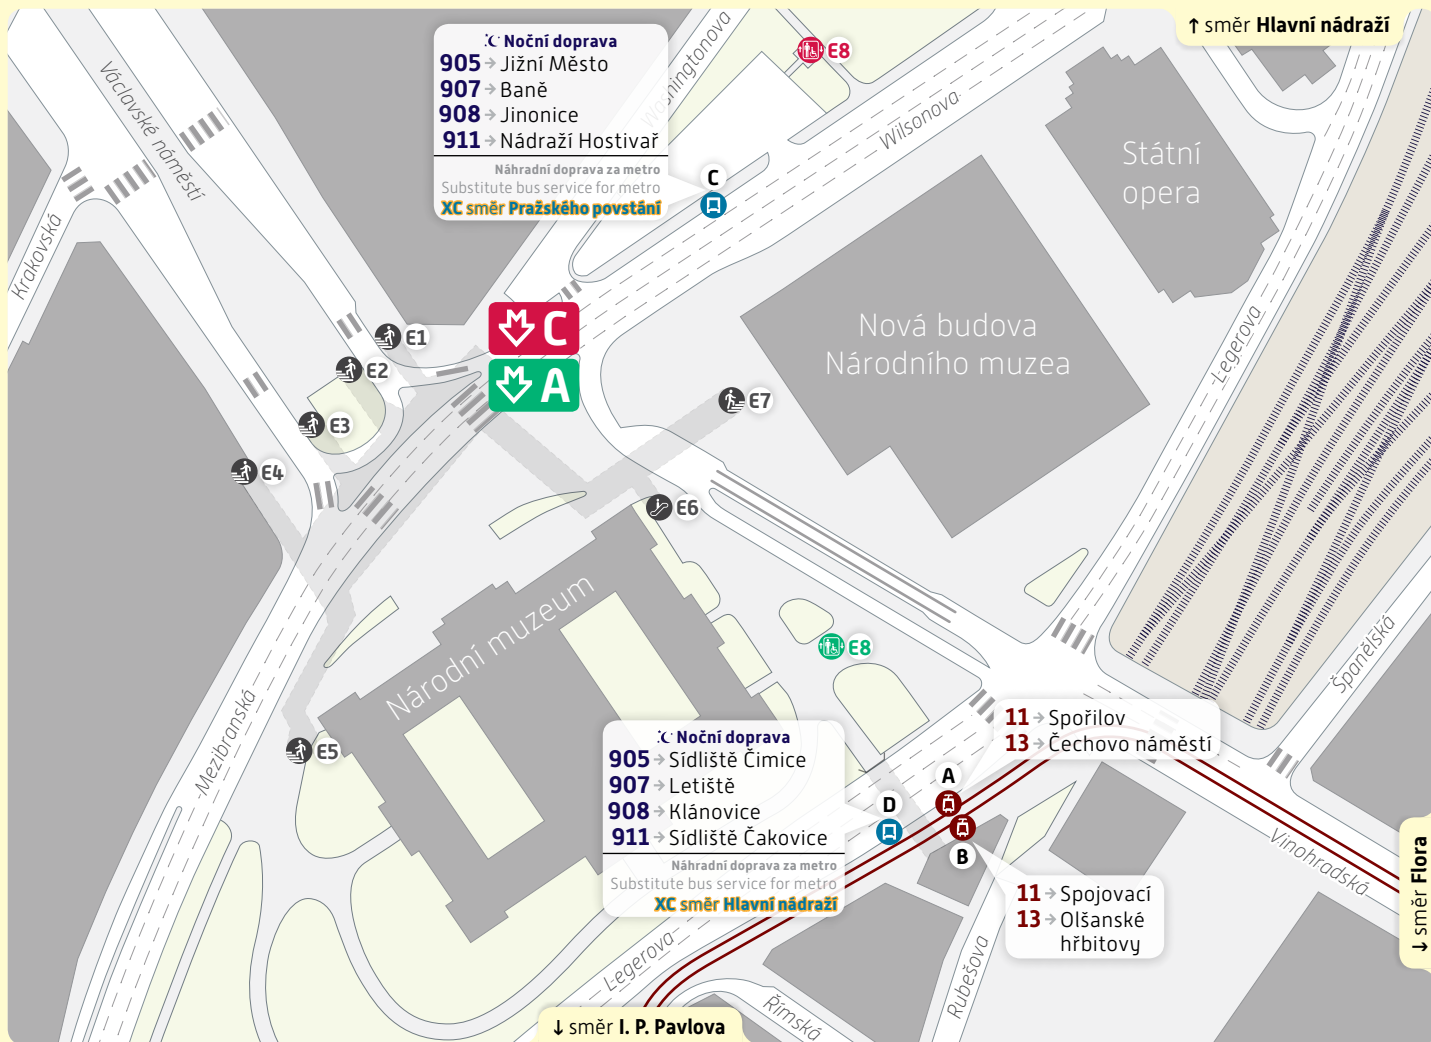 ↑ směr Hlavní nádraží
Noční doprava
905 → Jižní Město
907 → Baně
908 → Jinonice
911 → Nádraží Hostivař
Náhradní doprava za metro
Substitute bus service for metro
XC směr Pražského povstání
C
E8
Washingtonova
Wilsonova
Václavské náměstí
Krakovská
Státní
opera
Legerova
Nová budova
Národního muzea
C
A
E1
E2
E3
E4
E7
E6
E5
E8
Národní muzeum
Mezibranská
Španělská
Noční doprava
905 → Sídliště Čimice
907 → Letiště
908 → Klánovice
911 → Sídliště Čakovice
Náhradní doprava za metro
Substitute bus service for metro
XC směr Hlavní nádraží
D
11 → Spořilov
13 → Čechovo náměstí
A
B
11 → Spojovací
13 → Olšanské
hřbitovy
Vinohradská
↓ směr Flora
Legerova
Rubešova
Římská
↓ směr I. P. Pavlova